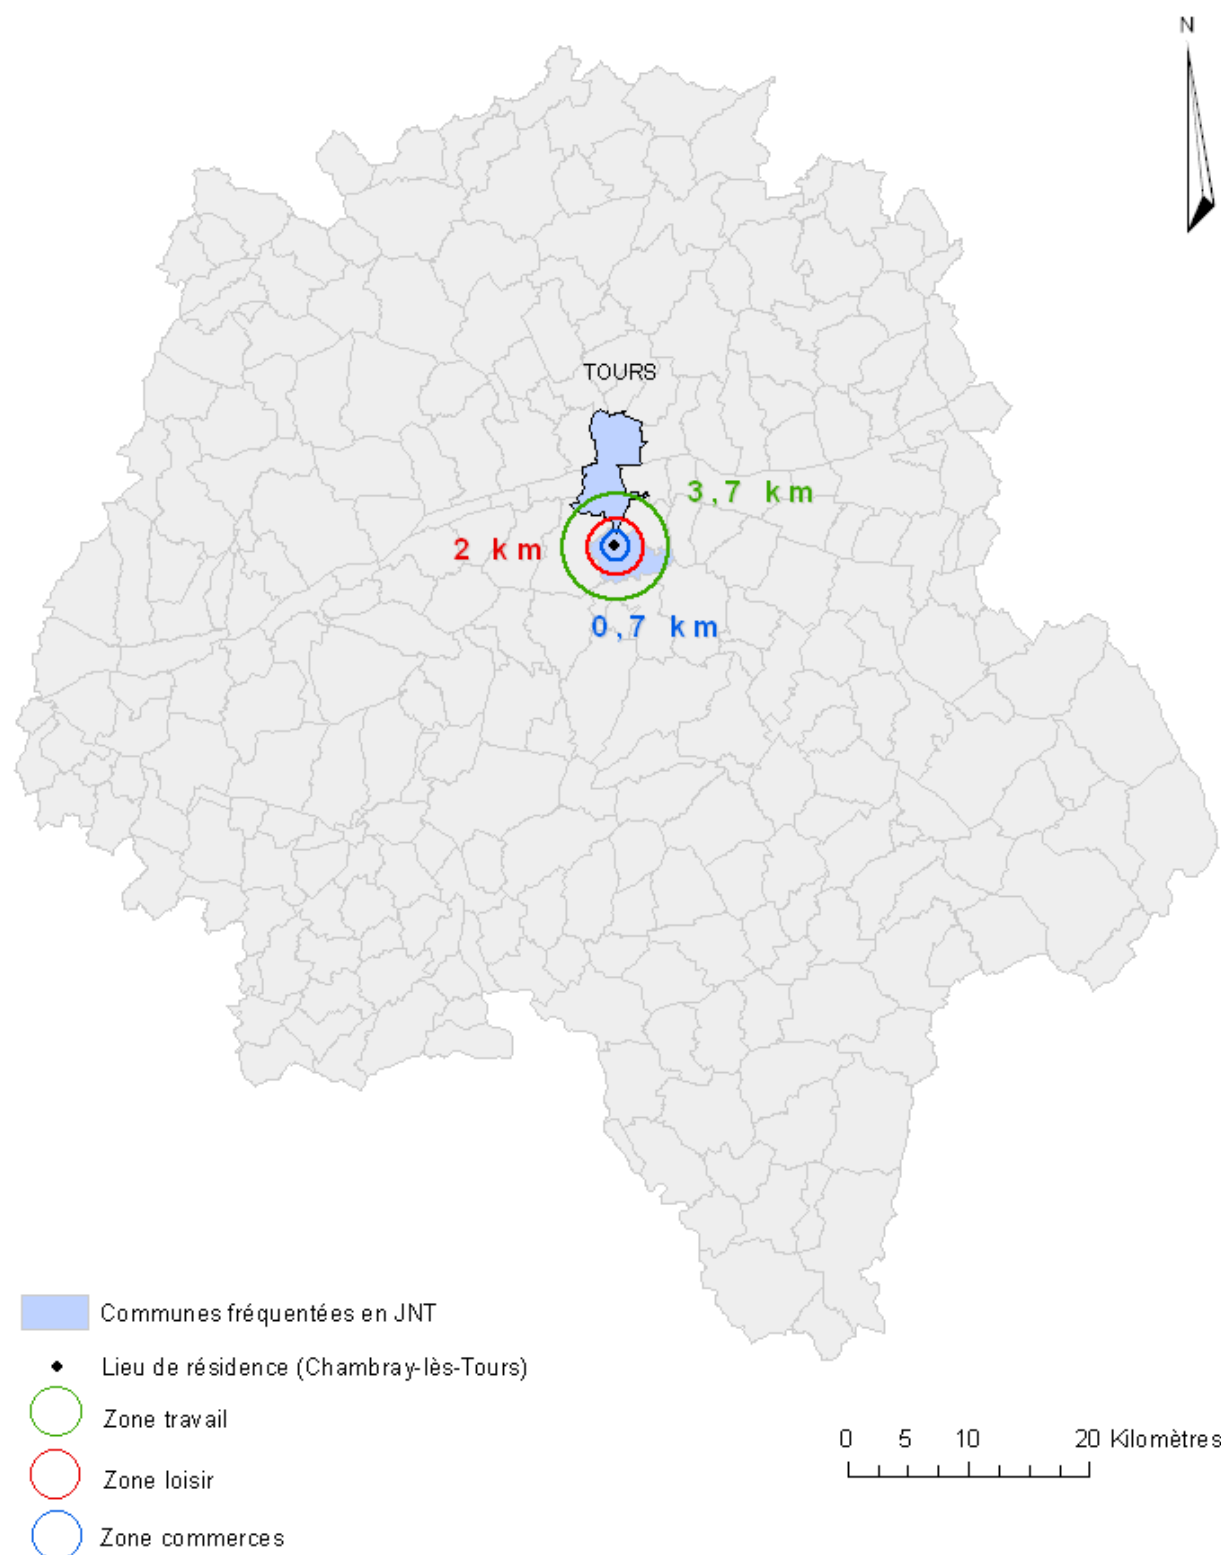 N
TOURS
3,7 km
2 km
0,7 km
Communes fréquentées en JNT
Lieu de résidence (Chambray-lès-Tours)
Zone travail
Zone loisir
Zone commerces
0 5 10 20 Kilomètres